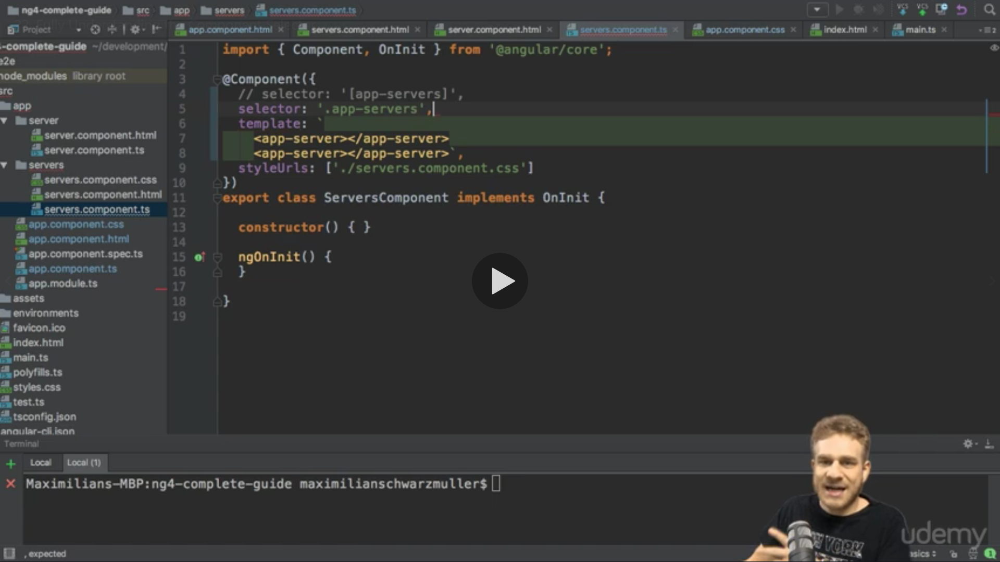 ng4-complete-guide src app servers servers.component.ts
Project
app.component.html servers.component.html server.component.html servers.component.ts app.component.css index.html main.ts
-complete-guide ~/development/
e2e
node_modules library root
src
app
server
server.component.html
server.component.ts
servers
servers.component.css
servers.component.html
servers.component.ts
app.component.css
app.component.html
app.component.spec.ts
app.component.ts
app.module.ts
assets
environments
favicon.ico
index.html
main.ts
polyfills.ts
styles.css
test.ts
tsconfig.json
angular-cli.json
1 import { Component, OnInit } from '@angular/core';
2
3 @Component({
4 // selector: '[app-servers]',
5 selector: '.app-servers',
6 template: `
7 <app-server></app-server>
8 <app-server></app-server>`,
9 styleUrls: ['./servers.component.css']
10 })
11 export class ServersComponent implements OnInit {
12
13 constructor() { }
14
15 ngOnInit() {
16 }
17
18 }
19
Terminal
Local Local (1)
Maximilians-MBP:ng4-complete-guide maximilianschwarzmuller$
YORK
udemy
, expected
asics